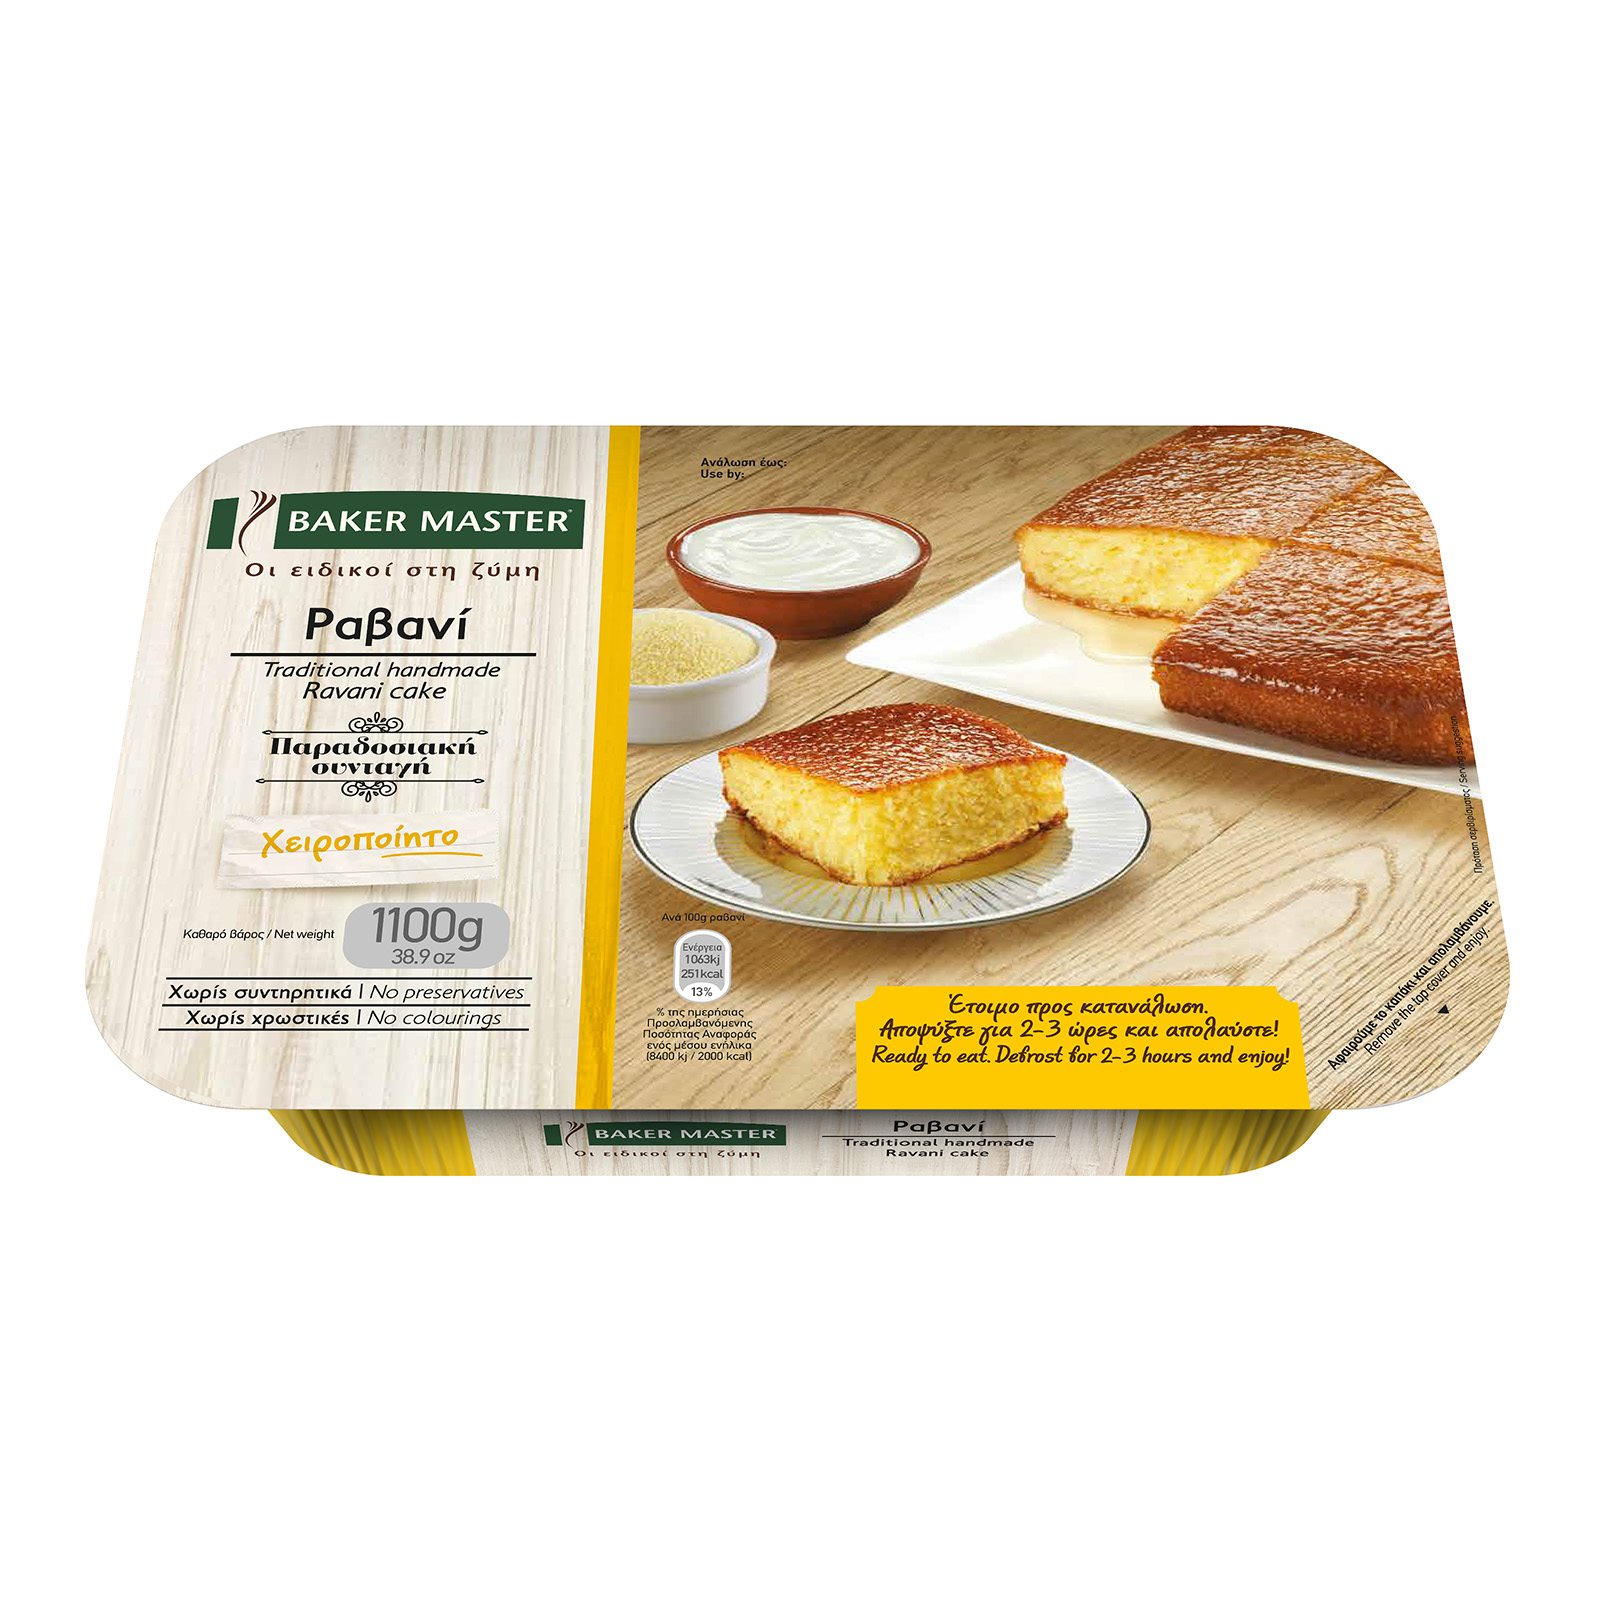 BAKER MASTER
Οι ειδικοί στη ζύμη
Ραβανί
Traditional handmade
Ravani cake
Παραδοσιακή
συνταγή
Χειροποίητο
Καθαρό βάρος / Net weight
1100g
38.9 oz
Χωρίς συντηρητικά | No preservatives
Χωρίς χρωστικές | No colourings
Ανάλωση έως:
Use by:
Ανά 100g ραβανί
Ενέργεια
1063kj
251kcal
13%
% της ημερήσιας
Προσλαμβανόμενης
Ποσότητας Αναφοράς
ενός μέσου ενήλικα
(8400 kj / 2000 kcal)
Έτοιμο προς κατανάλωση.
Αποψύξτε για 2-3 ώρες και απολαύστε!
Ready to eat. Defrost for 2-3 hours and enjoy!
Πρόταση σερβιρίσματος / Serving suggestion
Αφαιρούμε το καπάκι και απολαμβάνουμε.
Remove the top cover and enjoy.
BAKER MASTER
Οι ειδικοί στη ζύμη
Ραβανί
Traditional handmade
Ravani cake